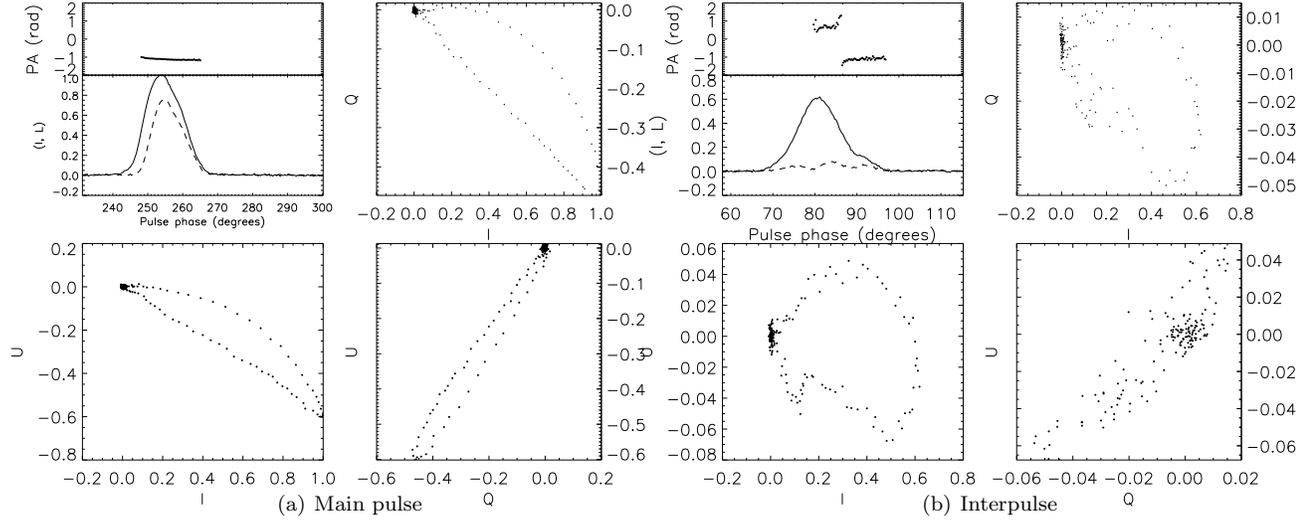 PA (rad)
2
1
0
−1
−2
(I, L)
1.0
0.8
0.6
0.4
0.2
0.0
−0.2
240 250 260 270 280 290 300
Pulse phase (degrees)
Q
0.0
−0.1
−0.2
−0.3
−0.4
−0.2 0.0 0.2 0.4 0.6 0.8 1.0
I
PA (rad)
2
1
0
−1
−2
(I, L)
0.8
0.6
0.4
0.2
0.0
−0.2
60 70 80 90 100 110
Pulse phase (degrees)
Q
0.01
0.00
−0.01
−0.02
−0.03
−0.04
−0.05
−0.2 0.0 0.2 0.4 0.6 0.8
I
U
0.2
0.0
−0.2
−0.4
−0.6
−0.8
−0.2 0.0 0.2 0.4 0.6 0.8 1.0
I
U
0.0
−0.1
−0.2
−0.3
−0.4
−0.5
−0.6
−0.6 −0.4 −0.2 0.0 0.2
Q
U
0.06
0.04
0.02
0.00
−0.02
−0.04
−0.06
−0.08
−0.2 0.0 0.2 0.4 0.6 0.8
I
U
0.04
0.02
0.00
−0.02
−0.04
−0.06
−0.06 −0.04 −0.02 0.00 0.02
Q
(a) Main pulse
(b) Interpulse